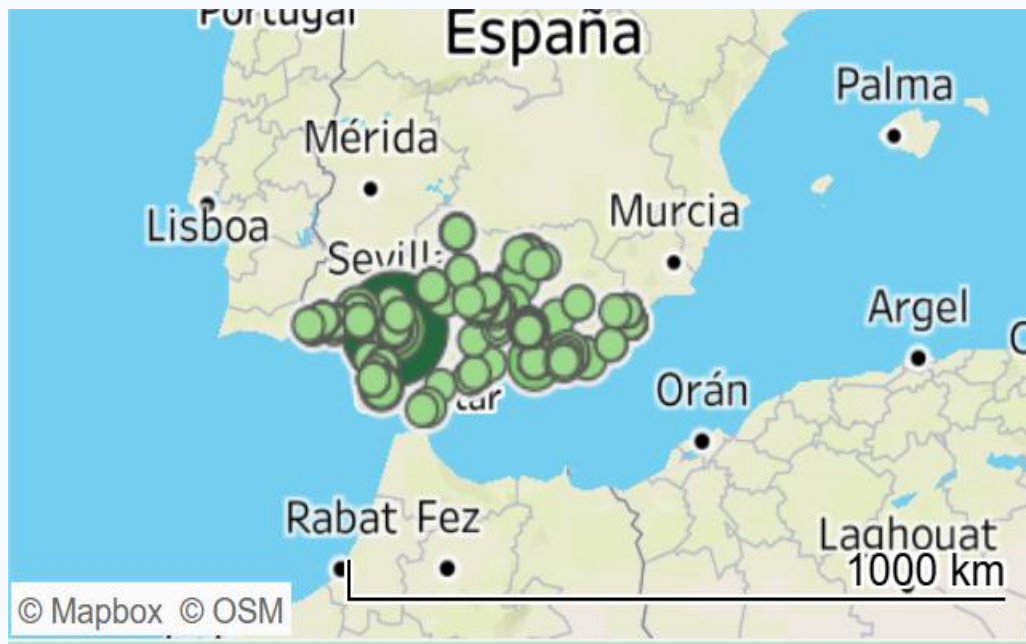 Portugal
España
Palma
Mérida
Murcia
Lisboa
Argel
Orán
Rabat Fez
Laghouat
1000 km
© Mapbox © OSM